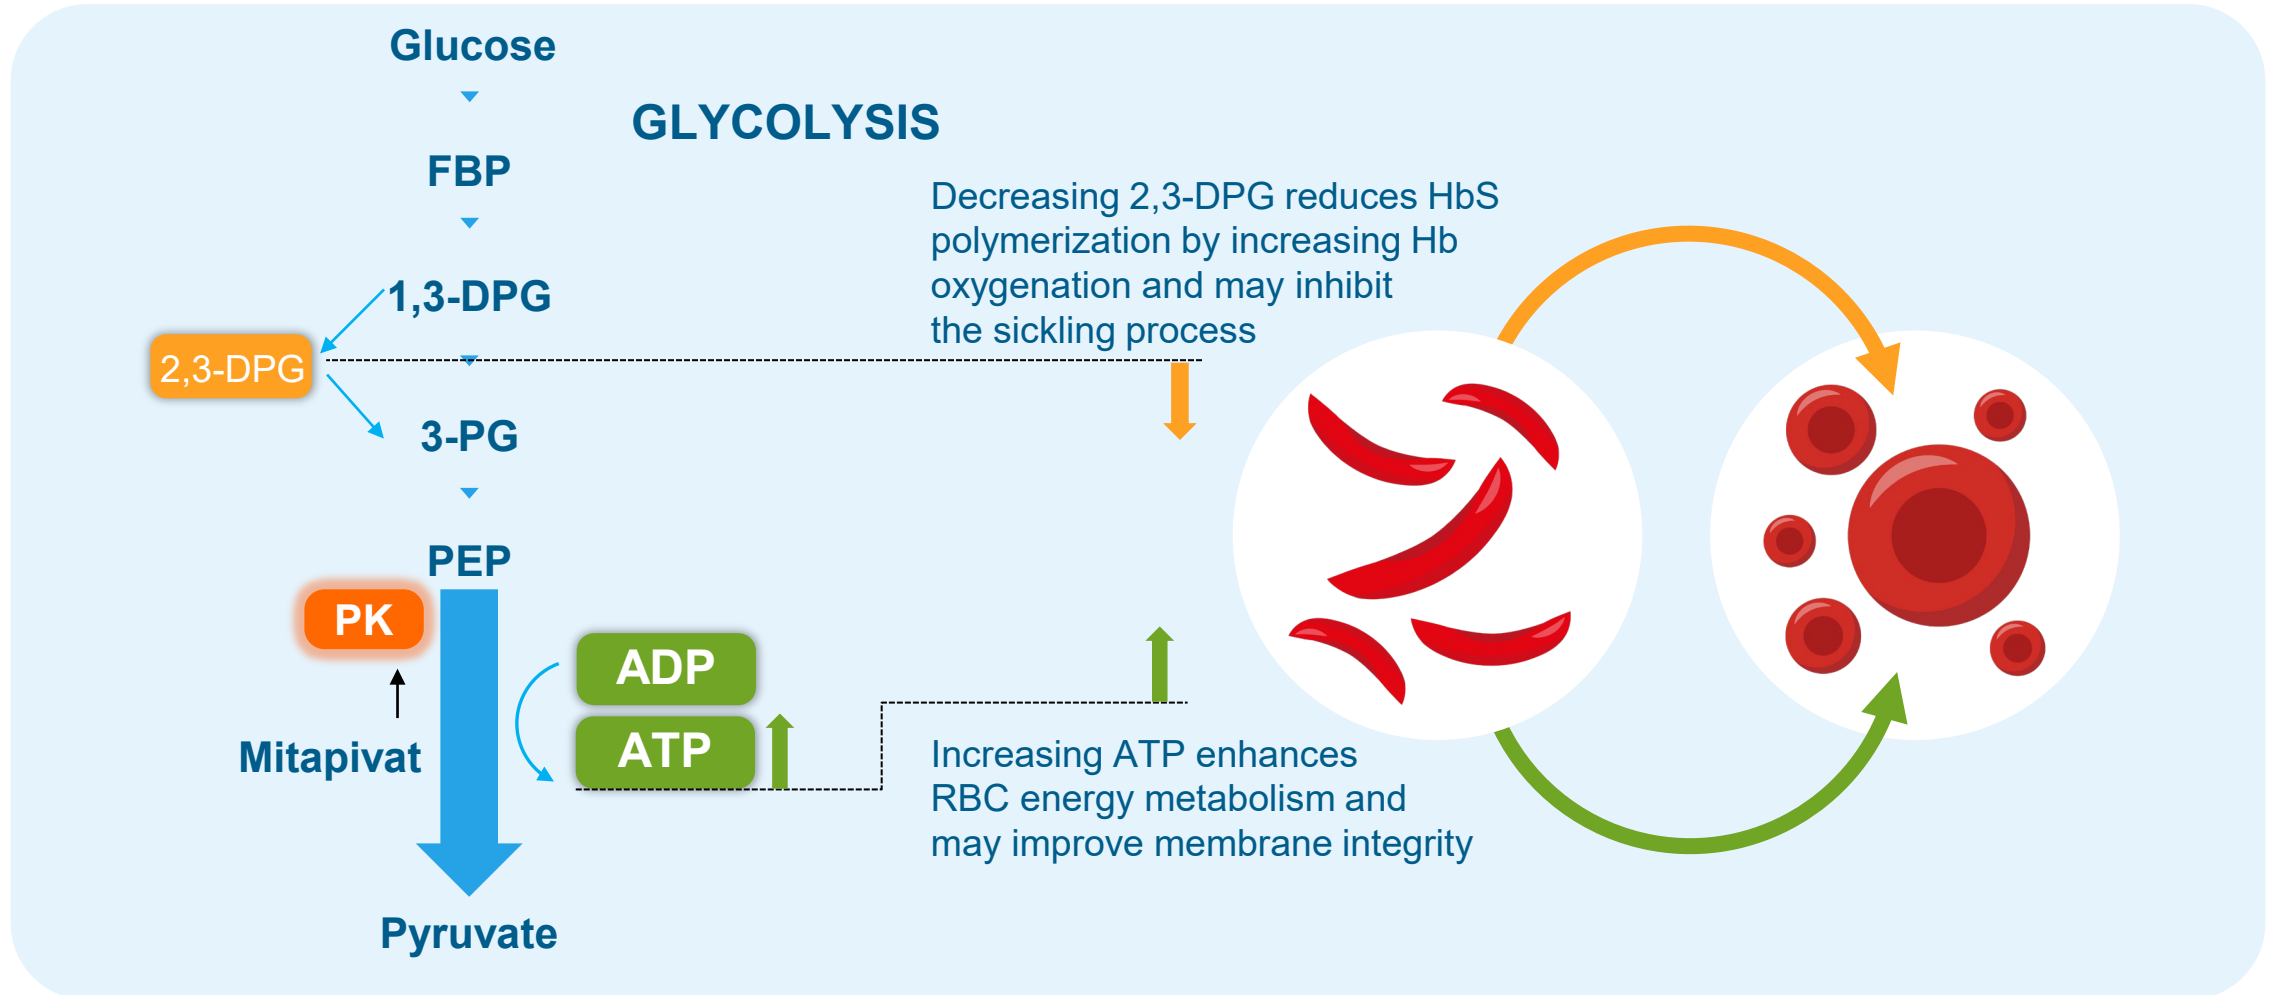 Glucose
GLYCOLYSIS
FBP
Decreasing 2,3-DPG reduces HbS
polymerization by increasing Hb
oxygenation and may inhibit
the sickling process
1,3-DPG
2,3-DPG
3-PG
PEP
PK
ADP
ATP
Mitapivat
Increasing ATP enhances
RBC energy metabolism and
may improve membrane integrity
Pyruvate